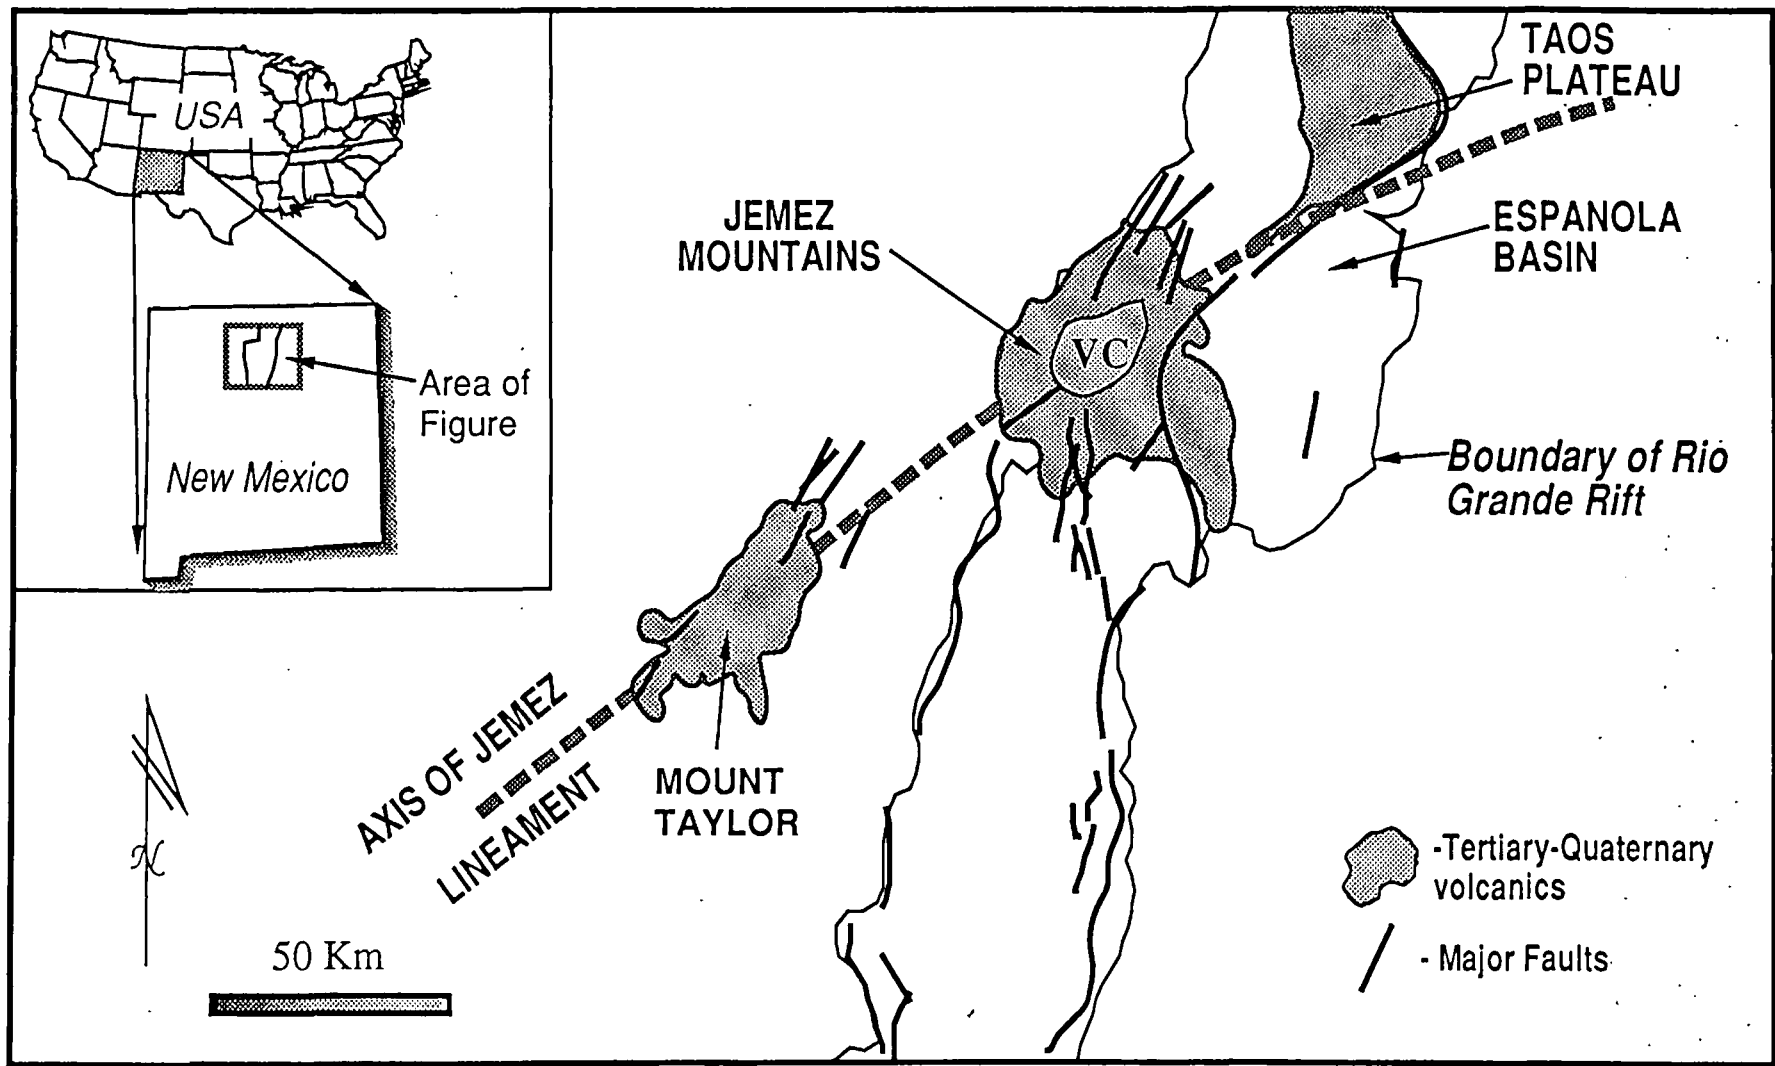 USA
Area of
Figure
New Mexico
TAOS
PLATEAU
JEMEZ
MOUNTAINS
ESPANOLA
BASIN
VC
Boundary of Rio
Grande Rift
AXIS OF JEMEZ
LINEAMENT
MOUNT
TAYLOR
N
50 Km
-Tertiary-Quaternary
volcanics
- Major Faults